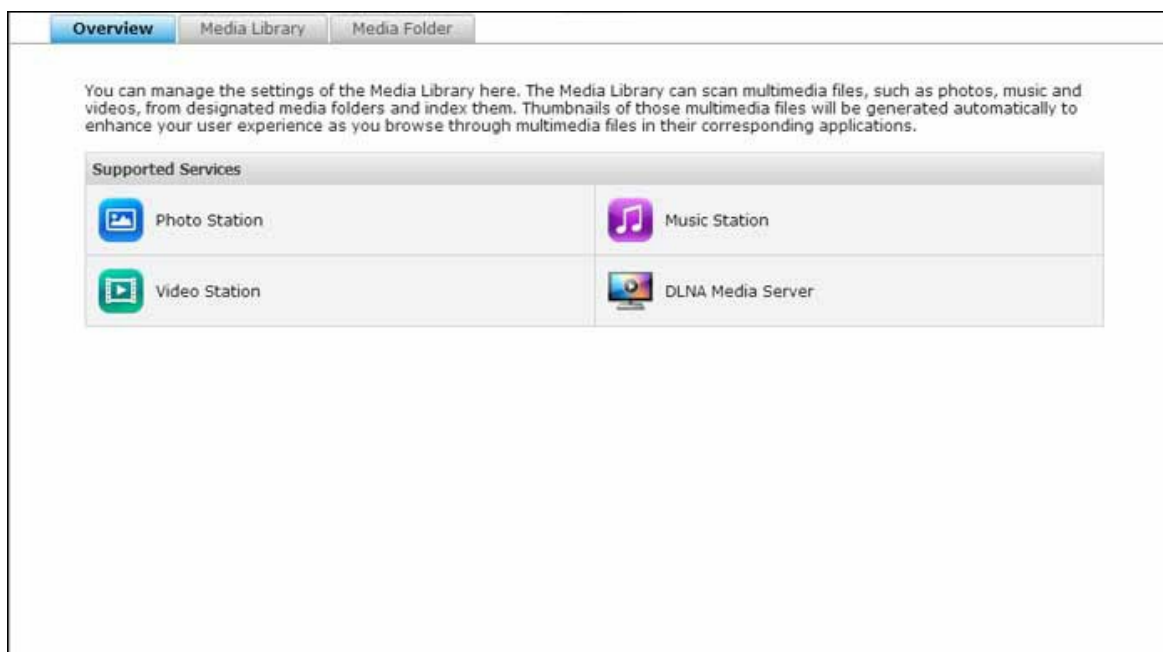 Overview
Media Library
Media Folder
You can manage the settings of the Media Library here. The Media Library can scan multimedia files, such as photos, music and
videos, from designated media folders and index them. Thumbnails of those multimedia files will be generated automatically to
enhance your user experience as you browse through multimedia files in their corresponding applications.
Supported Services
Photo Station
Music Station
Video Station
DLNA Media Server